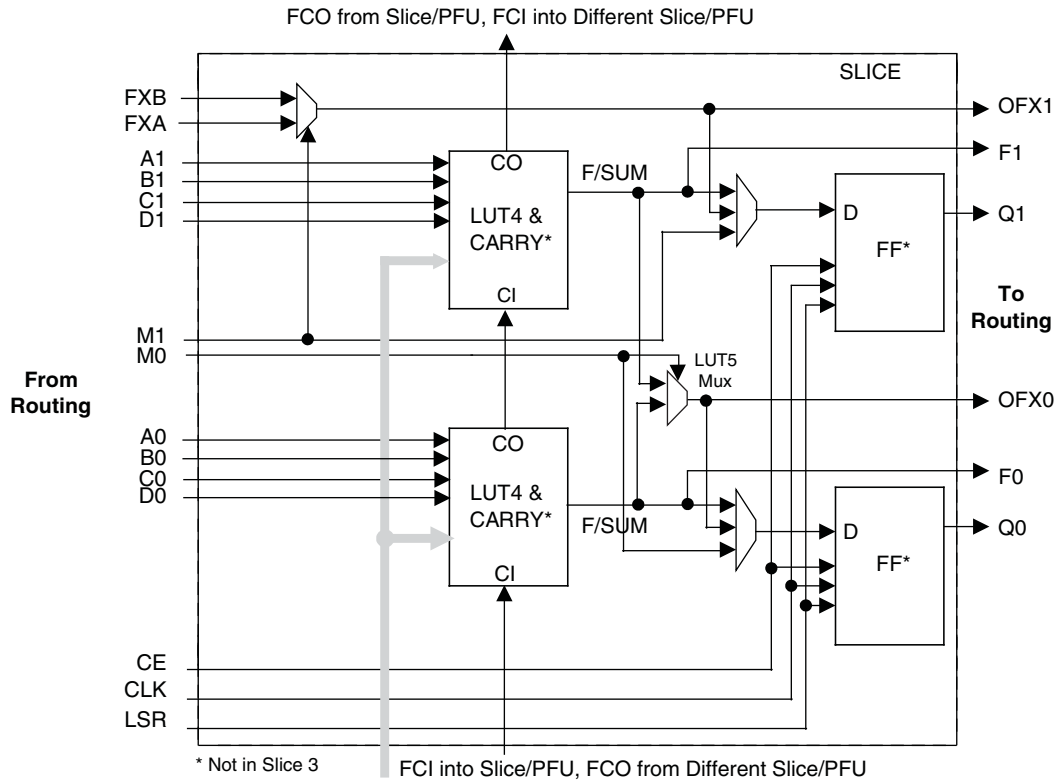 FCO from Slice/PFU, FCI into Different Slice/PFU
SLICE
FXB
FXA
OFX1
F1
A1
B1
C1
D1
CO
LUT4 &
CARRY*
CI
F/SUM
D
FF*
Q1
To
Routing
M1
M0
LUT5
Mux
From
Routing
OFX0
A0
B0
C0
D0
CO
LUT4 &
CARRY*
CI
F/SUM
F0
D
FF*
Q0
CE
CLK
LSR
* Not in Slice 3
FCI into Slice/PFU, FCO from Different Slice/PFU